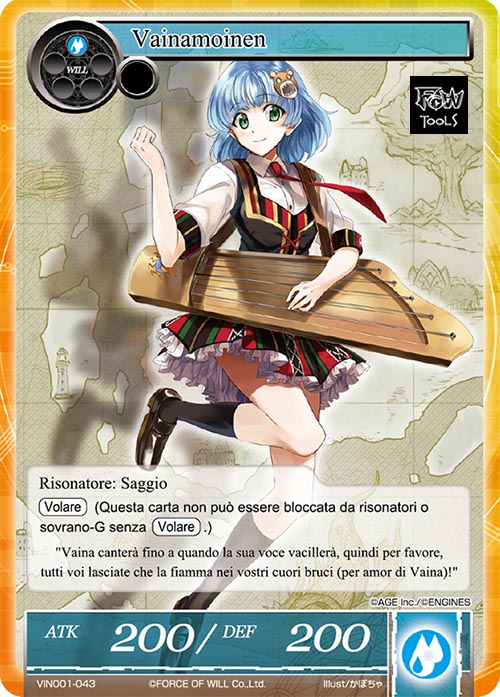 Vainamoinen
WILL
FoW
TOOLS
Risonatore: Saggio
Volare (Questa carta non può essere bloccata da risonatori o
sovrano-G senza Volare.)
"Vaina canterà fino a quando la sua voce vacillerà, quindi per favore,
tutti voi lasciate che la fiamma nei vostri cuori bruci (per amor di Vaina)!"
©AGE Inc./©ENGINES
ATK 200/ DEF 200
VIN001-043 ©FORCE OF WILL Co.,Ltd. Illust/かぼちゃ